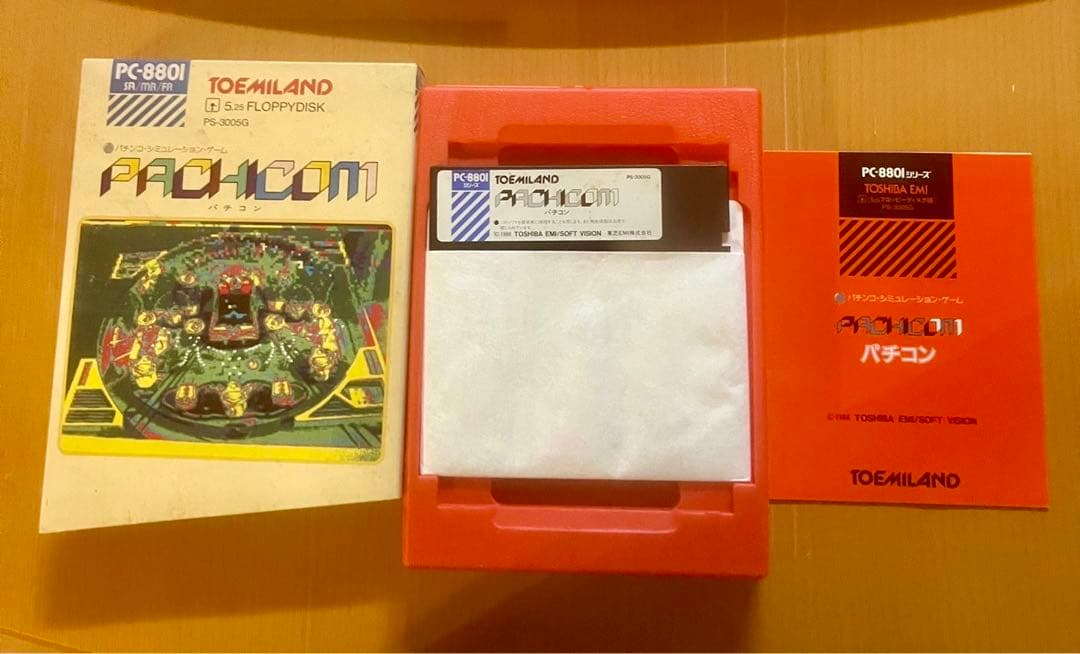 PC-8801
SR/MR/FR
TOEMILAND
5.25 FLOPPYDISK
PS-3005G
パチンコ・シミュレーション・ゲーム
PACHICOM
パチコン
PC-8801
シリーズ
TOEMILAND
PS-3005G
PACHICOM
パチコン
©1986 TOSHIBA EMI/SOFT VISION 東芝EMI株式会社
PC-8801シリーズ
TOSHIBA EMI
PS-3005G
パチンコ・シミュレーション・ゲーム
PACHICOM
パチコン
©1986 TOSHIBA EMI/SOFT VISION
TOEMILAND